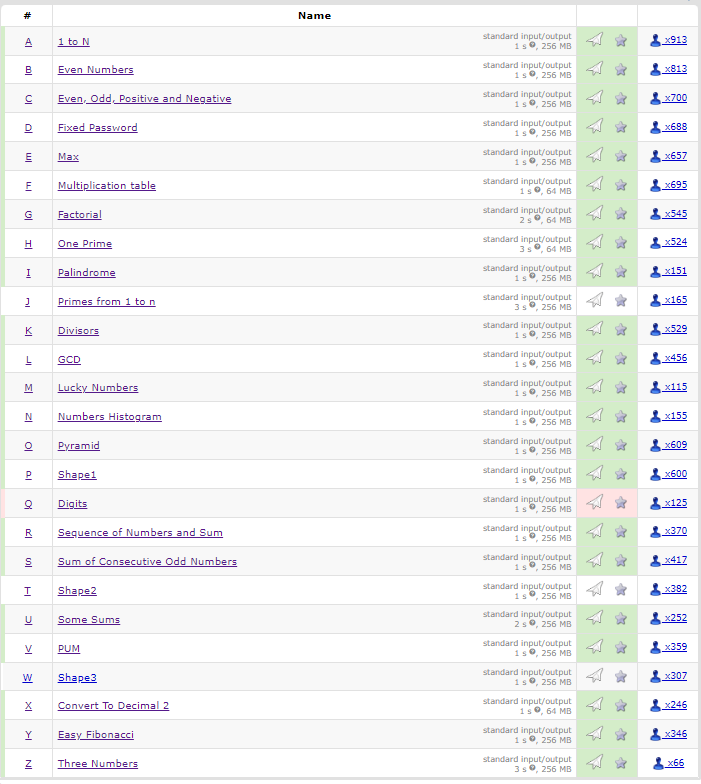 # Name
A 1 to N standard input/output x913
1 s, 256 MB
B Even Numbers standard input/output x813
1 s, 256 MB
C Even, Odd, Positive and Negative standard input/output x700
1 s, 256 MB
D Fixed Password standard input/output x688
1 s, 256 MB
E Max standard input/output x657
1 s, 256 MB
F Multiplication table standard input/output x695
1 s, 64 MB
G Factorial standard input/output x545
2 s, 64 MB
H One Prime standard input/output x524
3 s, 64 MB
I Palindrome standard input/output x151
1 s, 256 MB
J Primes from 1 to n standard input/output x165
3 s, 256 MB
K Divisors standard input/output x529
1 s, 256 MB
L GCD standard input/output x456
1 s, 256 MB
M Lucky Numbers standard input/output x115
1 s, 256 MB
N Numbers Histogram standard input/output x155
1 s, 256 MB
O Pyramid standard input/output x609
1 s, 256 MB
P Shape1 standard input/output x600
1 s, 256 MB
Q Digits standard input/output x125
1 s, 256 MB
R Sequence of Numbers and Sum standard input/output x370
1 s, 256 MB
S Sum of Consecutive Odd Numbers standard input/output x417
1 s, 256 MB
T Shape2 standard input/output x382
1 s, 256 MB
U Some Sums standard input/output x252
2 s, 256 MB
V PUM standard input/output x359
1 s, 256 MB
W Shape3 standard input/output x307
1 s, 256 MB
X Convert To Decimal 2 standard input/output x246
1 s, 64 MB
Y Easy Fibonacci standard input/output x346
1 s, 256 MB
Z Three Numbers standard input/output x66
3 s, 256 MB